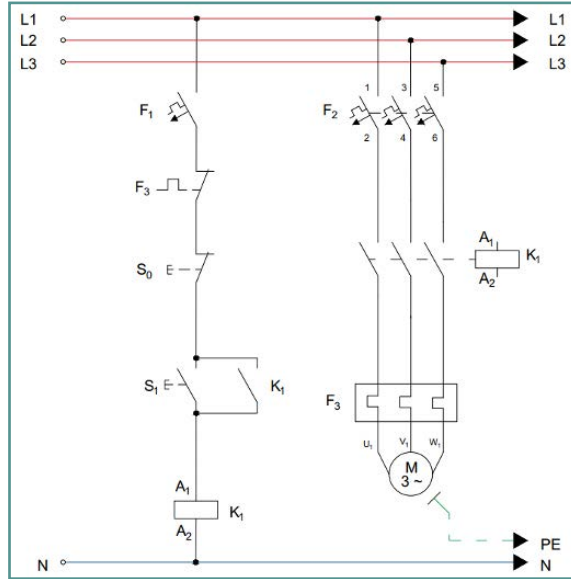 L1 L1
L2 L2
L3 L3
1 3 5
F1 F2
2 4 6
F3
A1
K1
S0 A2
S1 K1
F3
U1 V1 W1
M
3 ~
A1
K1
A2
PE
N N